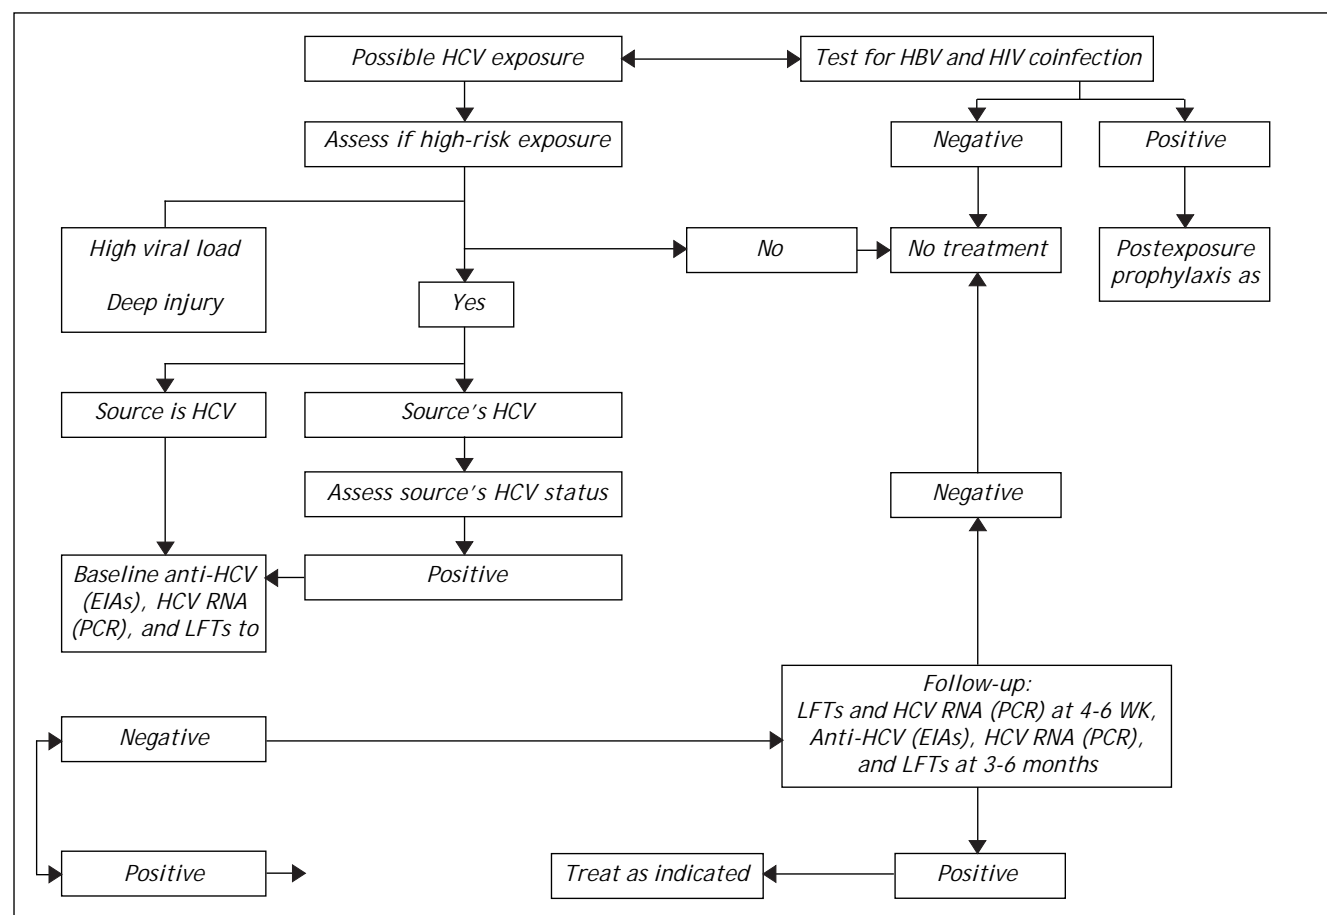 Possible HCV exposure
Test for HBV and HIV coinfection
Assess if high-risk exposure
Negative
Positive
High viral load
Deep injury
No
No treatment
Postexposure
prophylaxis as
Yes
Source is HCV
Source's HCV
Assess source's HCV status
Negative
Baseline anti-HCV
(EIAs), HCV RNA
(PCR), and LFTs to
Positive
Follow-up:
LFTs and HCV RNA (PCR) at 4-6 WK,
Anti-HCV (EIAs), HCV RNA (PCR),
and LFTs at 3-6 months
Negative
Positive
Treat as indicated
Positive